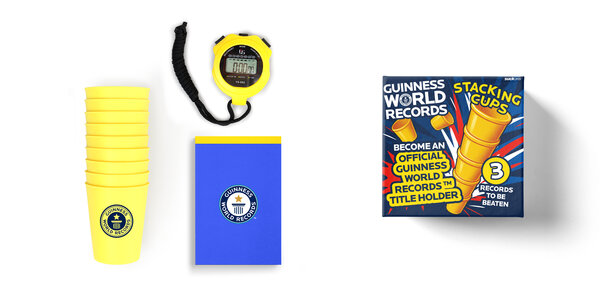 GUINNESS
WORLD RECORDS
GUINNESS
WORLD RECORDS
GUINNESS
WORLD
RECORDS
STACKING
CUPS
BECOME AN
OFFICIAL
GUINNESS
WORLD
RECORDS™
TITLE HOLDER
3
RECORDS
TO BE
BEATEN